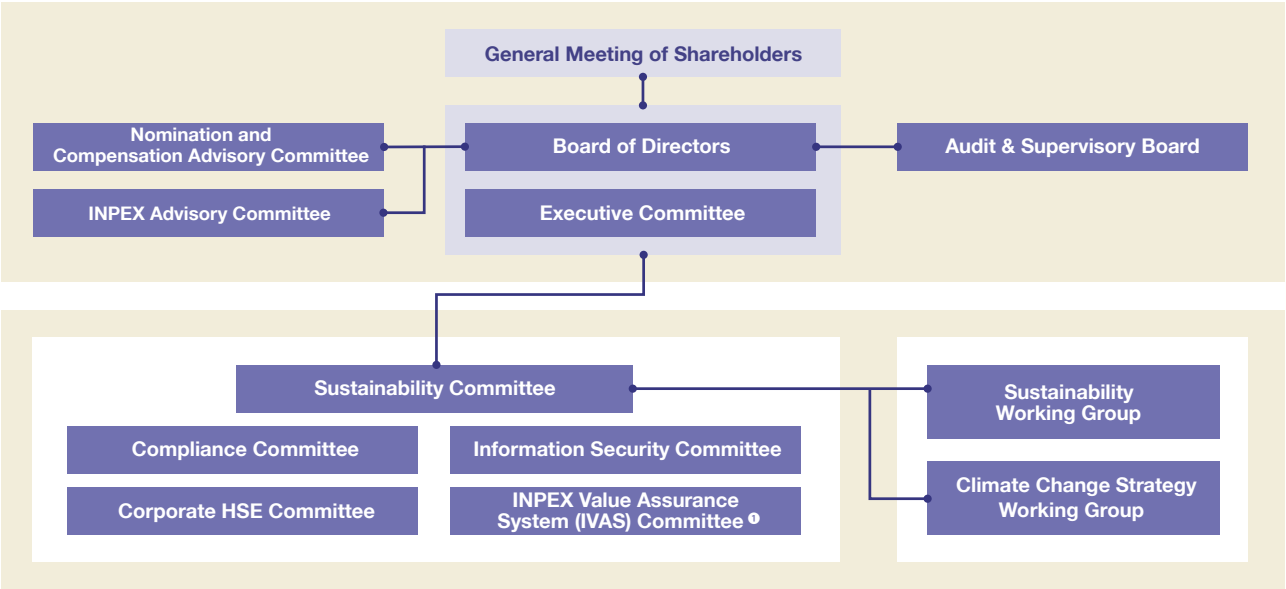 General Meeting of Shareholders
Nomination and
Compensation Advisory Committee
Board of Directors
Audit & Supervisory Board
INPEX Advisory Committee
Executive Committee
Sustainability Committee
Sustainability
Working Group
Compliance Committee
Information Security Committee
Corporate HSE Committee
INPEX Value Assurance
System (IVAS) Committee ❶
Climate Change Strategy
Working Group